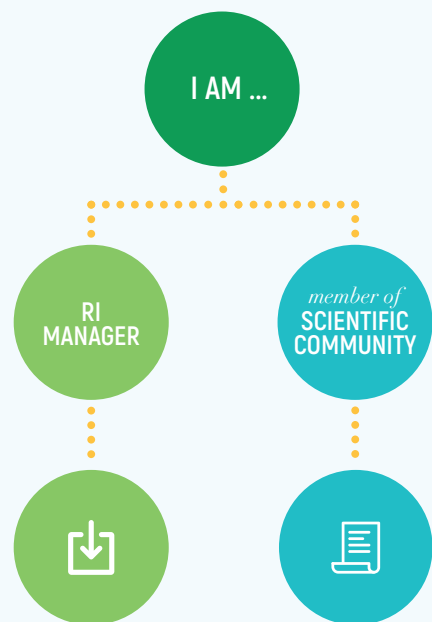 I AM ...
RI
MANAGER
member of
SCIENTIFIC
COMMUNITY